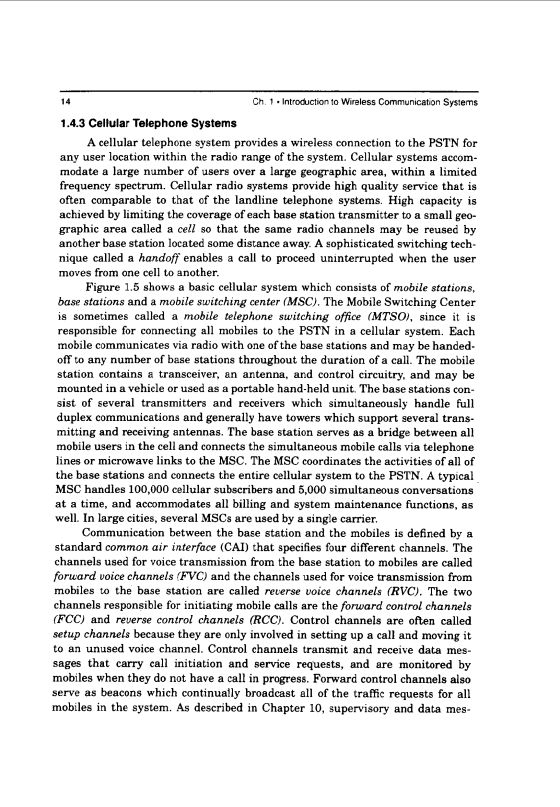 14 Ch. 1 • Introduction to Wireless Communication Systems
1.4.3 Cellular Telephone Systems
A cellular telephone system provides a wireless connection to the PSTN for
any user location within the radio range of the system. Cellular systems accom-
modate a large number of users over a large geographic area, within a limited
frequency spectrum. Cellular radio systems provide high quality service that is
often comparable to that of the landline telephone systems. High capacity is
achieved by limiting the coverage of each base station transmitter to a small geo-
graphic area called a cell so that the same radio channels may be reused by
another base station located some distance away. A sophisticated switching tech-
nique called a handoff enables a call to proceed uninterrupted when the user
moves from one cell to another.
Figure 1.5 shows a basic cellular system which consists of mobile stations,
base stations and a mobile switching center (MSC). The Mobile Switching Center
is sometimes called a mobile telephone switching office (MTSO), since it is
responsible for connecting all mobiles to the PSTN in a cellular system. Each
mobile communicates via radio with one of the base stations and may be handed-
off to any number of base stations throughout the duration of a call. The mobile
station contains a transceiver, an antenna, and control circuitry, and may be
mounted in a vehicle or used as a portable hand-held unit. The base stations con-
sist of several transmitters and receivers which simultaneously handle full
duplex communications and generally have towers which support several trans-
mitting and receiving antennas. The base station serves as a bridge between all
mobile users in the cell and connects the simultaneous mobile calls via telephone
lines or microwave links to the MSC. The MSC coordinates the activities of all of
the base stations and connects the entire cellular system to the PSTN. A typical
MSC handles 100,000 cellular subscribers and 5,000 simultaneous conversations
at a time, and accommodates all billing and system maintenance functions, as
well. In large cities, several MSCs are used by a single carrier.
Communication between the base station and the mobiles is defined by a
standard common air interface (CAI) that specifies four different channels. The
channels used for voice transmission from the base station to mobiles are called
forward voice channels (FVC) and the channels used for voice transmission from
mobiles to the base station are called reverse voice channels (RVC). The two
channels responsible for initiating mobile calls are the forward control channels
(FCC) and reverse control channels (RCC). Control channels are often called
setup channels because they are only involved in setting up a call and moving it
to an unused voice channel. Control channels transmit and receive data mes-
sages that carry call initiation and service requests, and are monitored by
mobiles when they do not have a call in progress. Forward control channels also
serve as beacons which continually broadcast all of the traffic requests for all
mobiles in the system. As described in Chapter 10, supervisory and data mes-